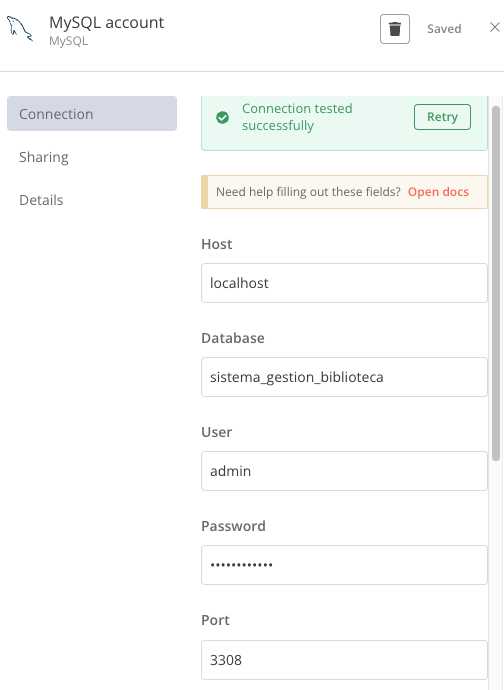 MySQL account
MySQL
Saved
Connection
Sharing
Details
Connection tested
successfully
Retry
Need help filling out these fields? Open docs
Host
localhost
Database
sistema_gestion_biblioteca
User
admin
Password
••••••••••••
Port
3308